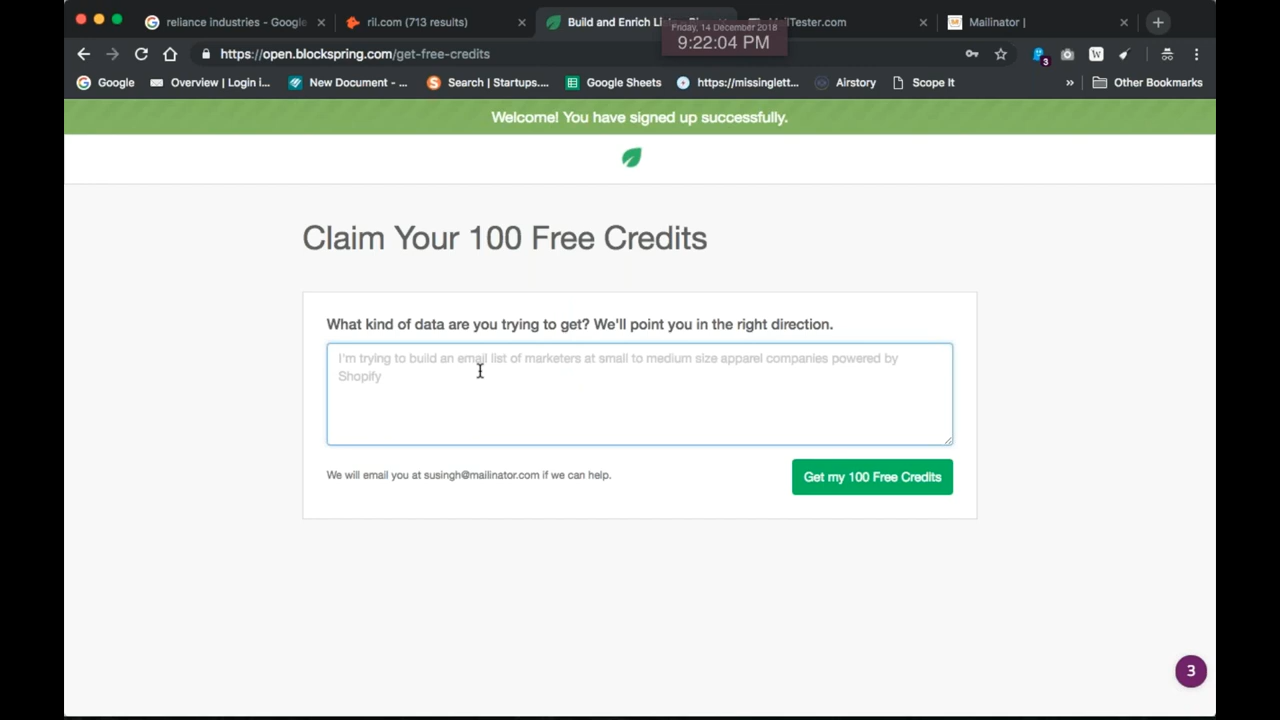 reliance industries - Google
ril.com (713 results)
Build and Enrich
MailTester.com
Mailinator |
Friday, 14 December 2018
9:22:04 PM
https://open.blockspring.com/get-free-credits
3
W
Google
Overview | Login i...
New Document - ...
Search | Startups....
Google Sheets
https://missinglett...
Airstory
Scope It
»
Other Bookmarks
Welcome! You have signed up successfully.
Claim Your 100 Free Credits
What kind of data are you trying to get? We'll point you in the right direction.
I'm trying to build an email list of marketers at small to medium size apparel companies powered by
Shopify
We will email you at susingh@mailinator.com if we can help.
Get my 100 Free Credits
3